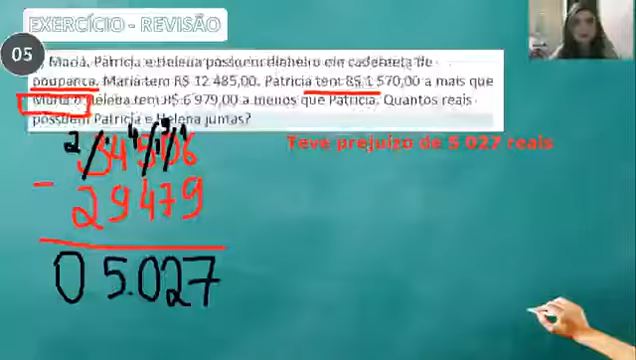 EXERCÍCIO - REVISÃO
05
Maria, Patrícia e Helena possuem dinheiro em caderneta de
poupança. Maria tem R$ 12 485,00. Patrícia tem R$ 1 570,00 a mais que
Maria e Helena tem R$ 6 979,00 a menos que Patrícia. Quantos reais
possuem Patrícia e Helena juntas?
Teve prejuízo de 5 027 reais
- 29479
05.027